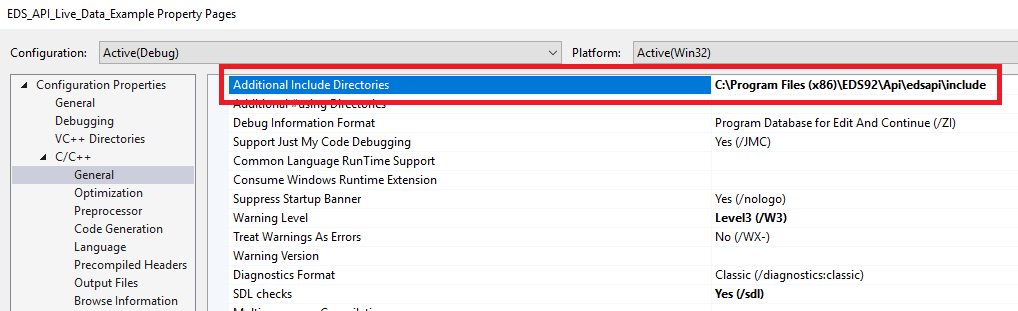 EDS_API_Live_Data_Example Property Pages
Configuration: Active(Debug) Platform: Active(Win32)
Configuration Properties
General
Debugging
VC++ Directories
C/C++
General
Optimization
Preprocessor
Code Generation
Language
Precompiled Headers
Output Files
Browse Information
Additional Include Directories C:\Program Files (x86)\EDS92\Api\edsapi\include
Additional #using Directories
Debug Information Format Program Database for Edit And Continue (/ZI)
Support Just My Code Debugging Yes (/JMC)
Common Language RunTime Support
Consume Windows Runtime Extension
Suppress Startup Banner Yes (/nologo)
Warning Level Level3 (/W3)
Treat Warnings As Errors No (/WX-)
Warning Version
Diagnostics Format Classic (/diagnostics:classic)
SDL checks Yes (/sdl)